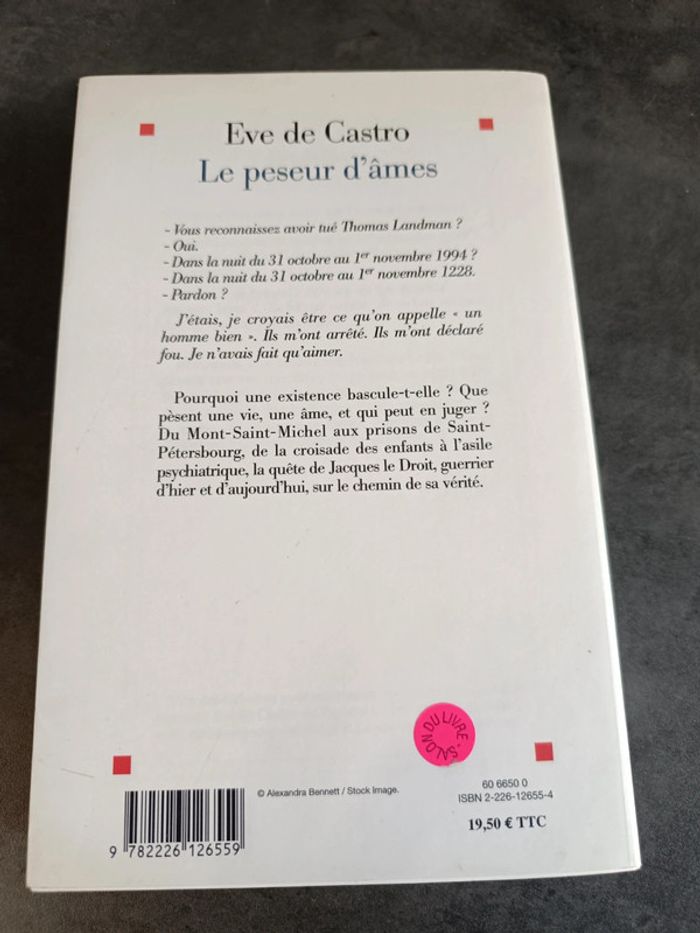 Eve de Castro
Le peseur d'âmes
- Vous reconnaissez avoir tué Thomas Landman ?
- Oui.
- Dans la nuit du 31 octobre au 1er novembre 1994 ?
- Dans la nuit du 31 octobre au 1er novembre 1228.
- Pardon ?
J'étais, je croyais être ce qu'on appelle « un
homme bien ». Ils m'ont arrêté. Ils m'ont déclaré
fou. Je n'avais fait qu'aimer.
Pourquoi une existence bascule-t-elle ? Que
pèsent une vie, une âme, et qui peut en juger ?
Du Mont-Saint-Michel aux prisons de Saint-
Pétersbourg, de la croisade des enfants à l'asile
psychiatrique, la quête de Jacques le Droit, guerrier
d'hier et d'aujourd'hui, sur le chemin de sa vérité.
SALON DU LIVRE
© Alexandra Bennett / Stock Image.
60 6650 0
ISBN 2-226-12655-4
19,50 € TTC
9 782226 126559